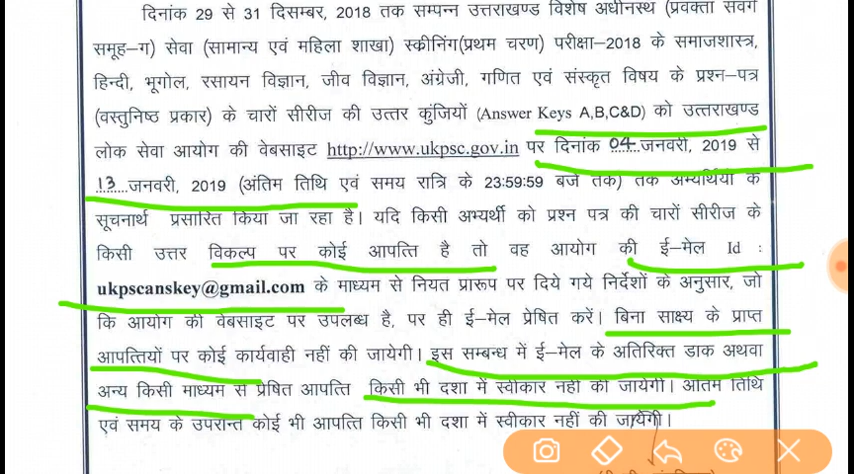 दिनांक 29 से 31 दिसम्बर, 2018 तक सम्पन्न उत्तराखण्ड विशेष अधीनस्थ (प्रवक्ता संवर्ग
समूह–ग) सेवा (सामान्य एवं महिला शाखा) स्कीनिंग(प्रथम चरण) परीक्षा–2018 के समाजशास्त्र,
हिन्दी, भूगोल, रसायन विज्ञान, जीव विज्ञान, अंग्रेजी, गणित एवं संस्कृत विषय के प्रश्न–पत्र
(वस्तुनिष्ठ प्रकार) के चारों सीरीज की उत्तर कुंजियों (Answer Keys A,B,C&D) को उत्तराखण्ड
लोक सेवा आयोग की वेबसाइट http://www.ukpsc.gov.in पर दिनांक 04 जनवरी, 2019 से
13 जनवरी, 2019 (अंतिम तिथि एवं समय रात्रि के 23:59:59 बजे तक) तक अभ्यर्थियों के
सूचनार्थ प्रसारित किया जा रहा है। यदि किसी अभ्यर्थी को प्रश्न पत्र की चारों सीरीज के
किसी उत्तर विकल्प पर कोई आपत्ति है तो वह आयोग की ई–मेल Id :
ukpscanskey@gmail.com के माध्यम से नियत प्रारूप पर दिये गये निर्देशों के अनुसार, जो
कि आयोग की वेबसाइट पर उपलब्ध है, पर ही ई–मेल प्रेषित करें। बिना साक्ष्य के प्राप्त
आपत्तियों पर कोई कार्यवाही नहीं की जायेगी। इस सम्बन्ध में ई–मेल के अतिरिक्त डाक अथवा
अन्य किसी माध्यम से प्रेषित आपत्ति किसी भी दशा में स्वीकार नहीं की जायेगी। अंतिम तिथि
एवं समय के उपरान्त कोई भी आपत्ति किसी भी दशा में स्वीकार नहीं की जायेगी।